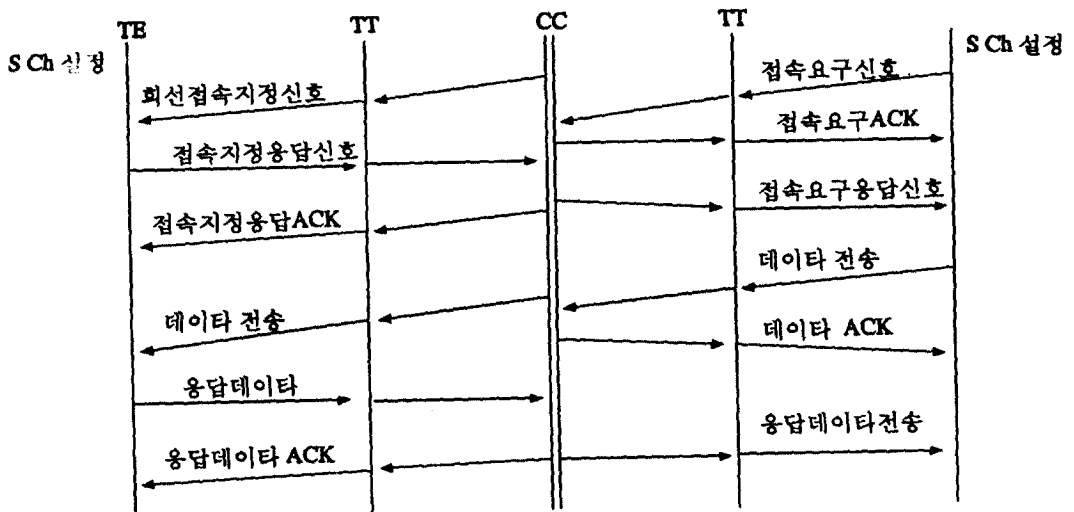 TE
TT
CC
TT
S Ch 설정
S Ch 설정
회선접속지정신호
접속요구신호
접속요구ACK
접속지정응답신호
접속요구응답신호
접속지정응답ACK
데이타 전송
데이타 전송
데이타 ACK
응답데이타
응답데이타전송
응답데이타 ACK